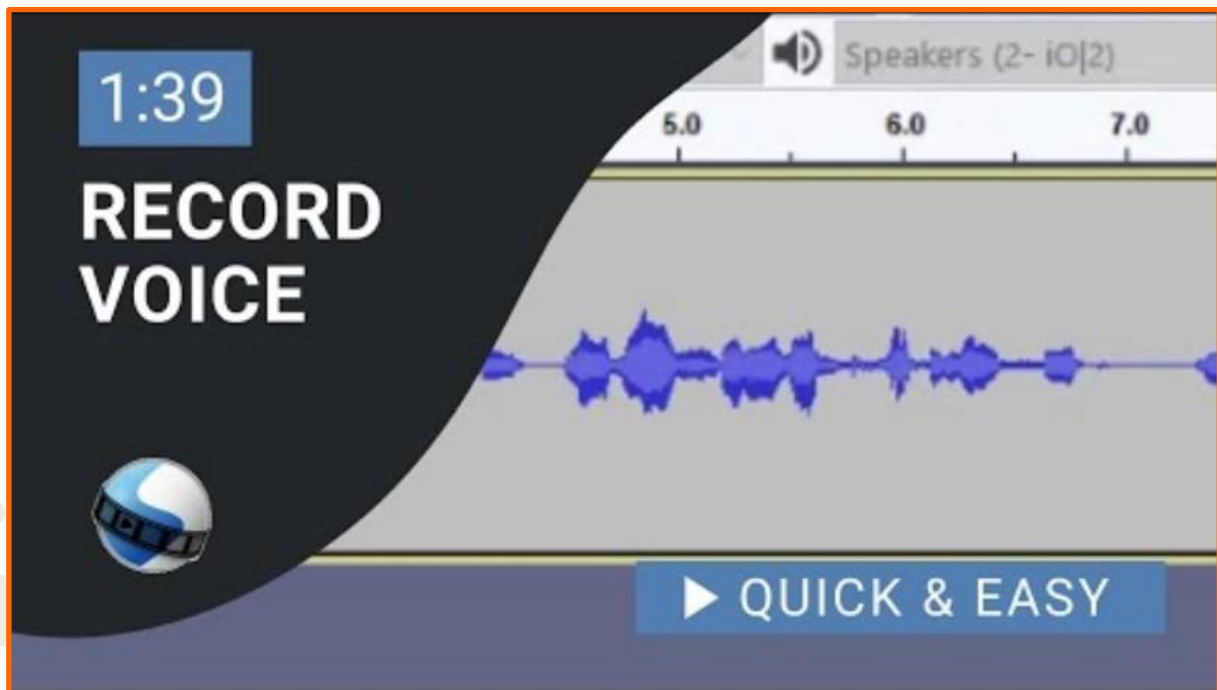 1:39
RECORD
VOICE
Speakers (2- iO|2)
5.0 6.0 7.0
QUICK & EASY